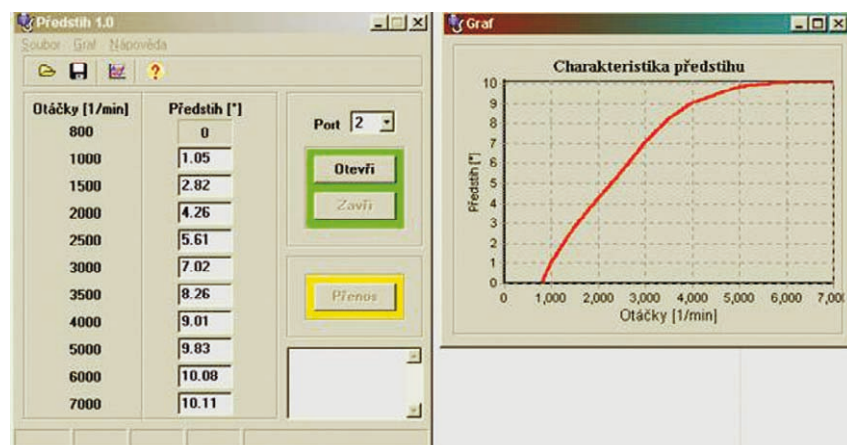 Předstih 1.0
Soubor Graf Nápověda
Otáčky [1/min] Předstih [°]
800 0
1000 1.05
1500 2.82
2000 4.26
2500 5.61
3000 7.02
3500 8.26
4000 9.01
5000 9.83
6000 10.08
7000 10.11
Port 2
Otevři
Zavři
Přenos
Graf
Charakteristika předstihu
Předstih [°]
10
9
8
7
6
5
4
3
2
1
0
0 1,000 2,000 3,000 4,000 5,000 6,000 7,00
Otáčky [1/min]